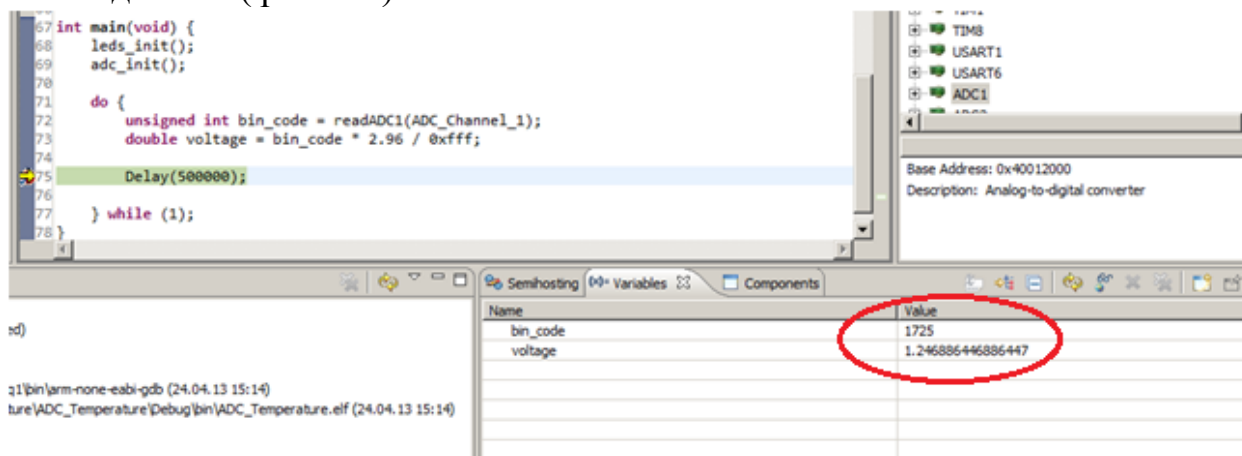 67 int main(void) {
68 leds_init();
69 adc_init();
70
71 do {
72 unsigned int bin_code = readADC1(ADC_Channel_1);
73 double voltage = bin_code * 2.96 / 0xfff;
74
75 Delay(500000);
76
77 } while (1);
78 }
TIM8
USART1
USART6
ADC1
Base Address: 0x40012000
Description: Analog-to-digital converter
Semihosting
(x)= Variables
Components
Name Value
bin_code 1725
voltage 1.246886446886447
ed)
g1\bin\arm-none-eabi-gdb (24.04.13 15:14)
ture\ADC_Temperature\Debug\bin\ADC_Temperature.elf (24.04.13 15:14)